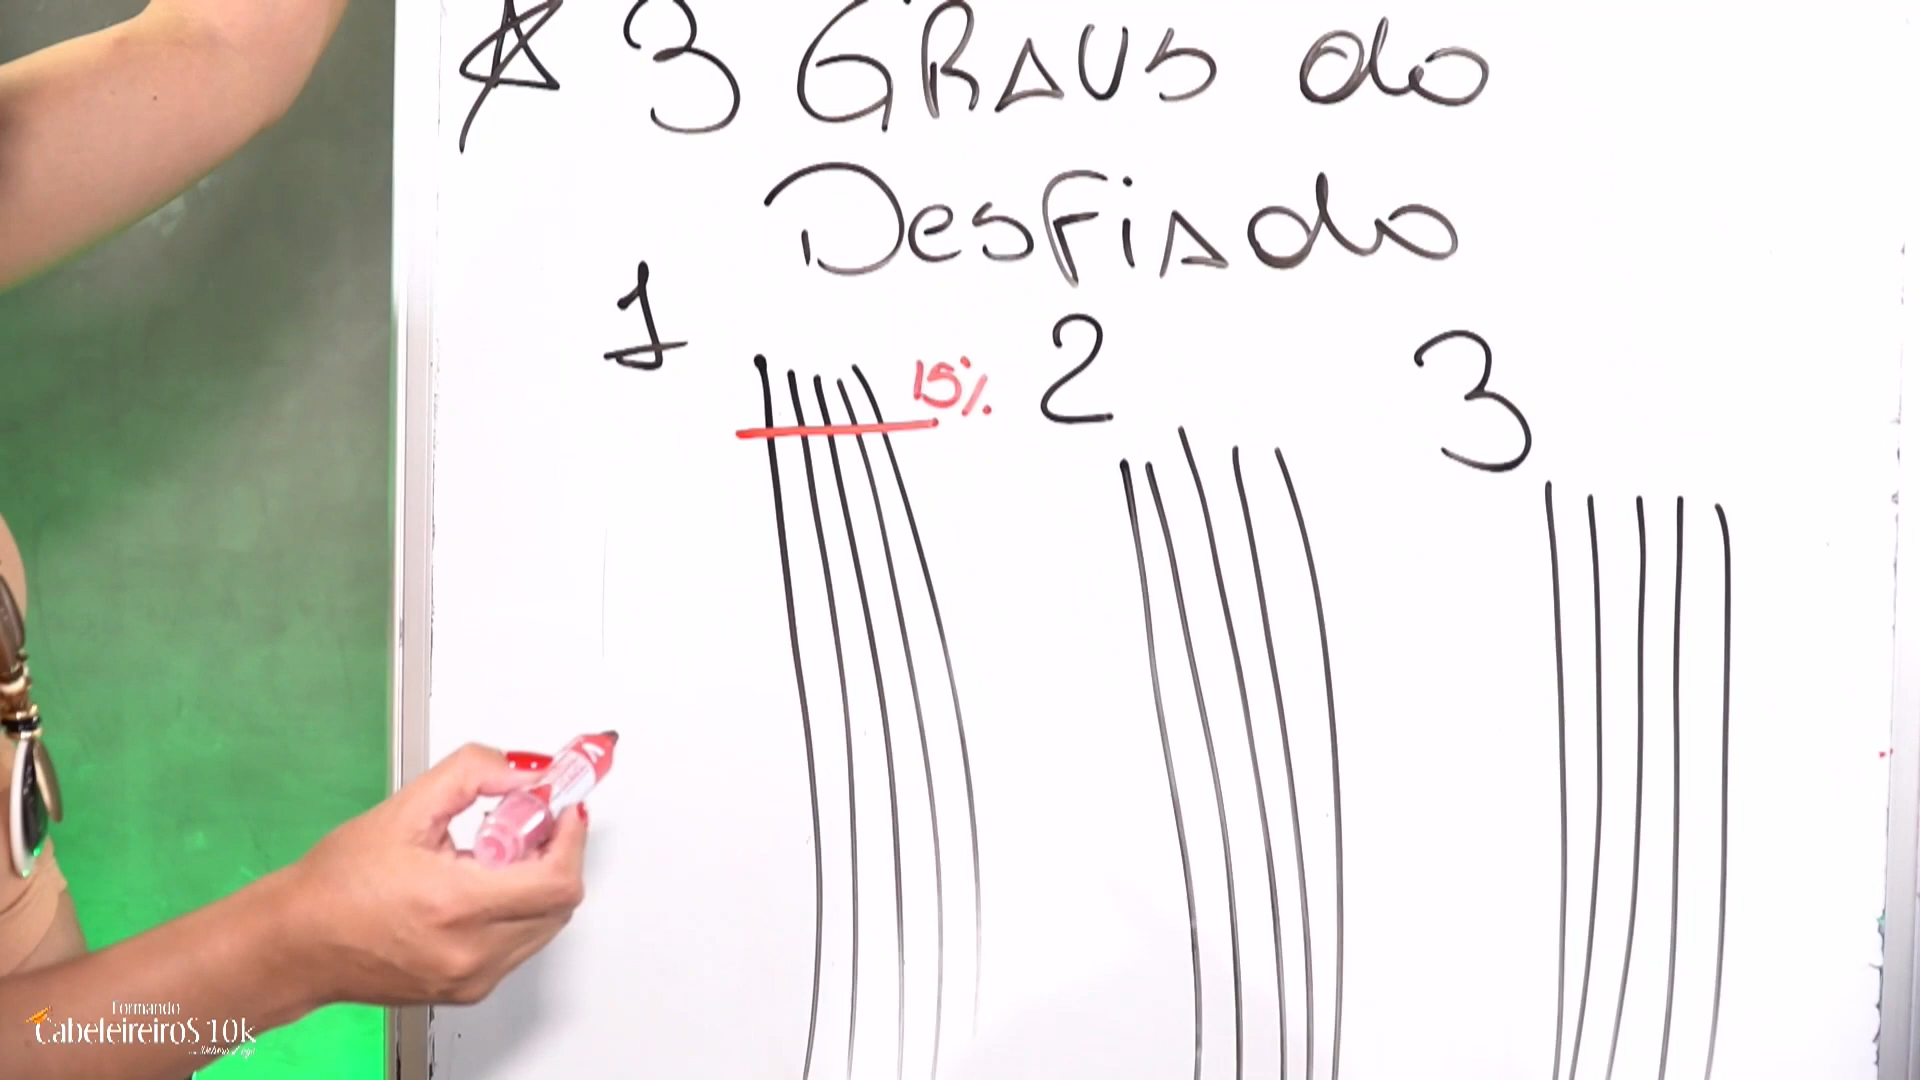 3 GRAUS do
Desfiado
1
15%
2
3
Formando
Cabeleireiros 10k